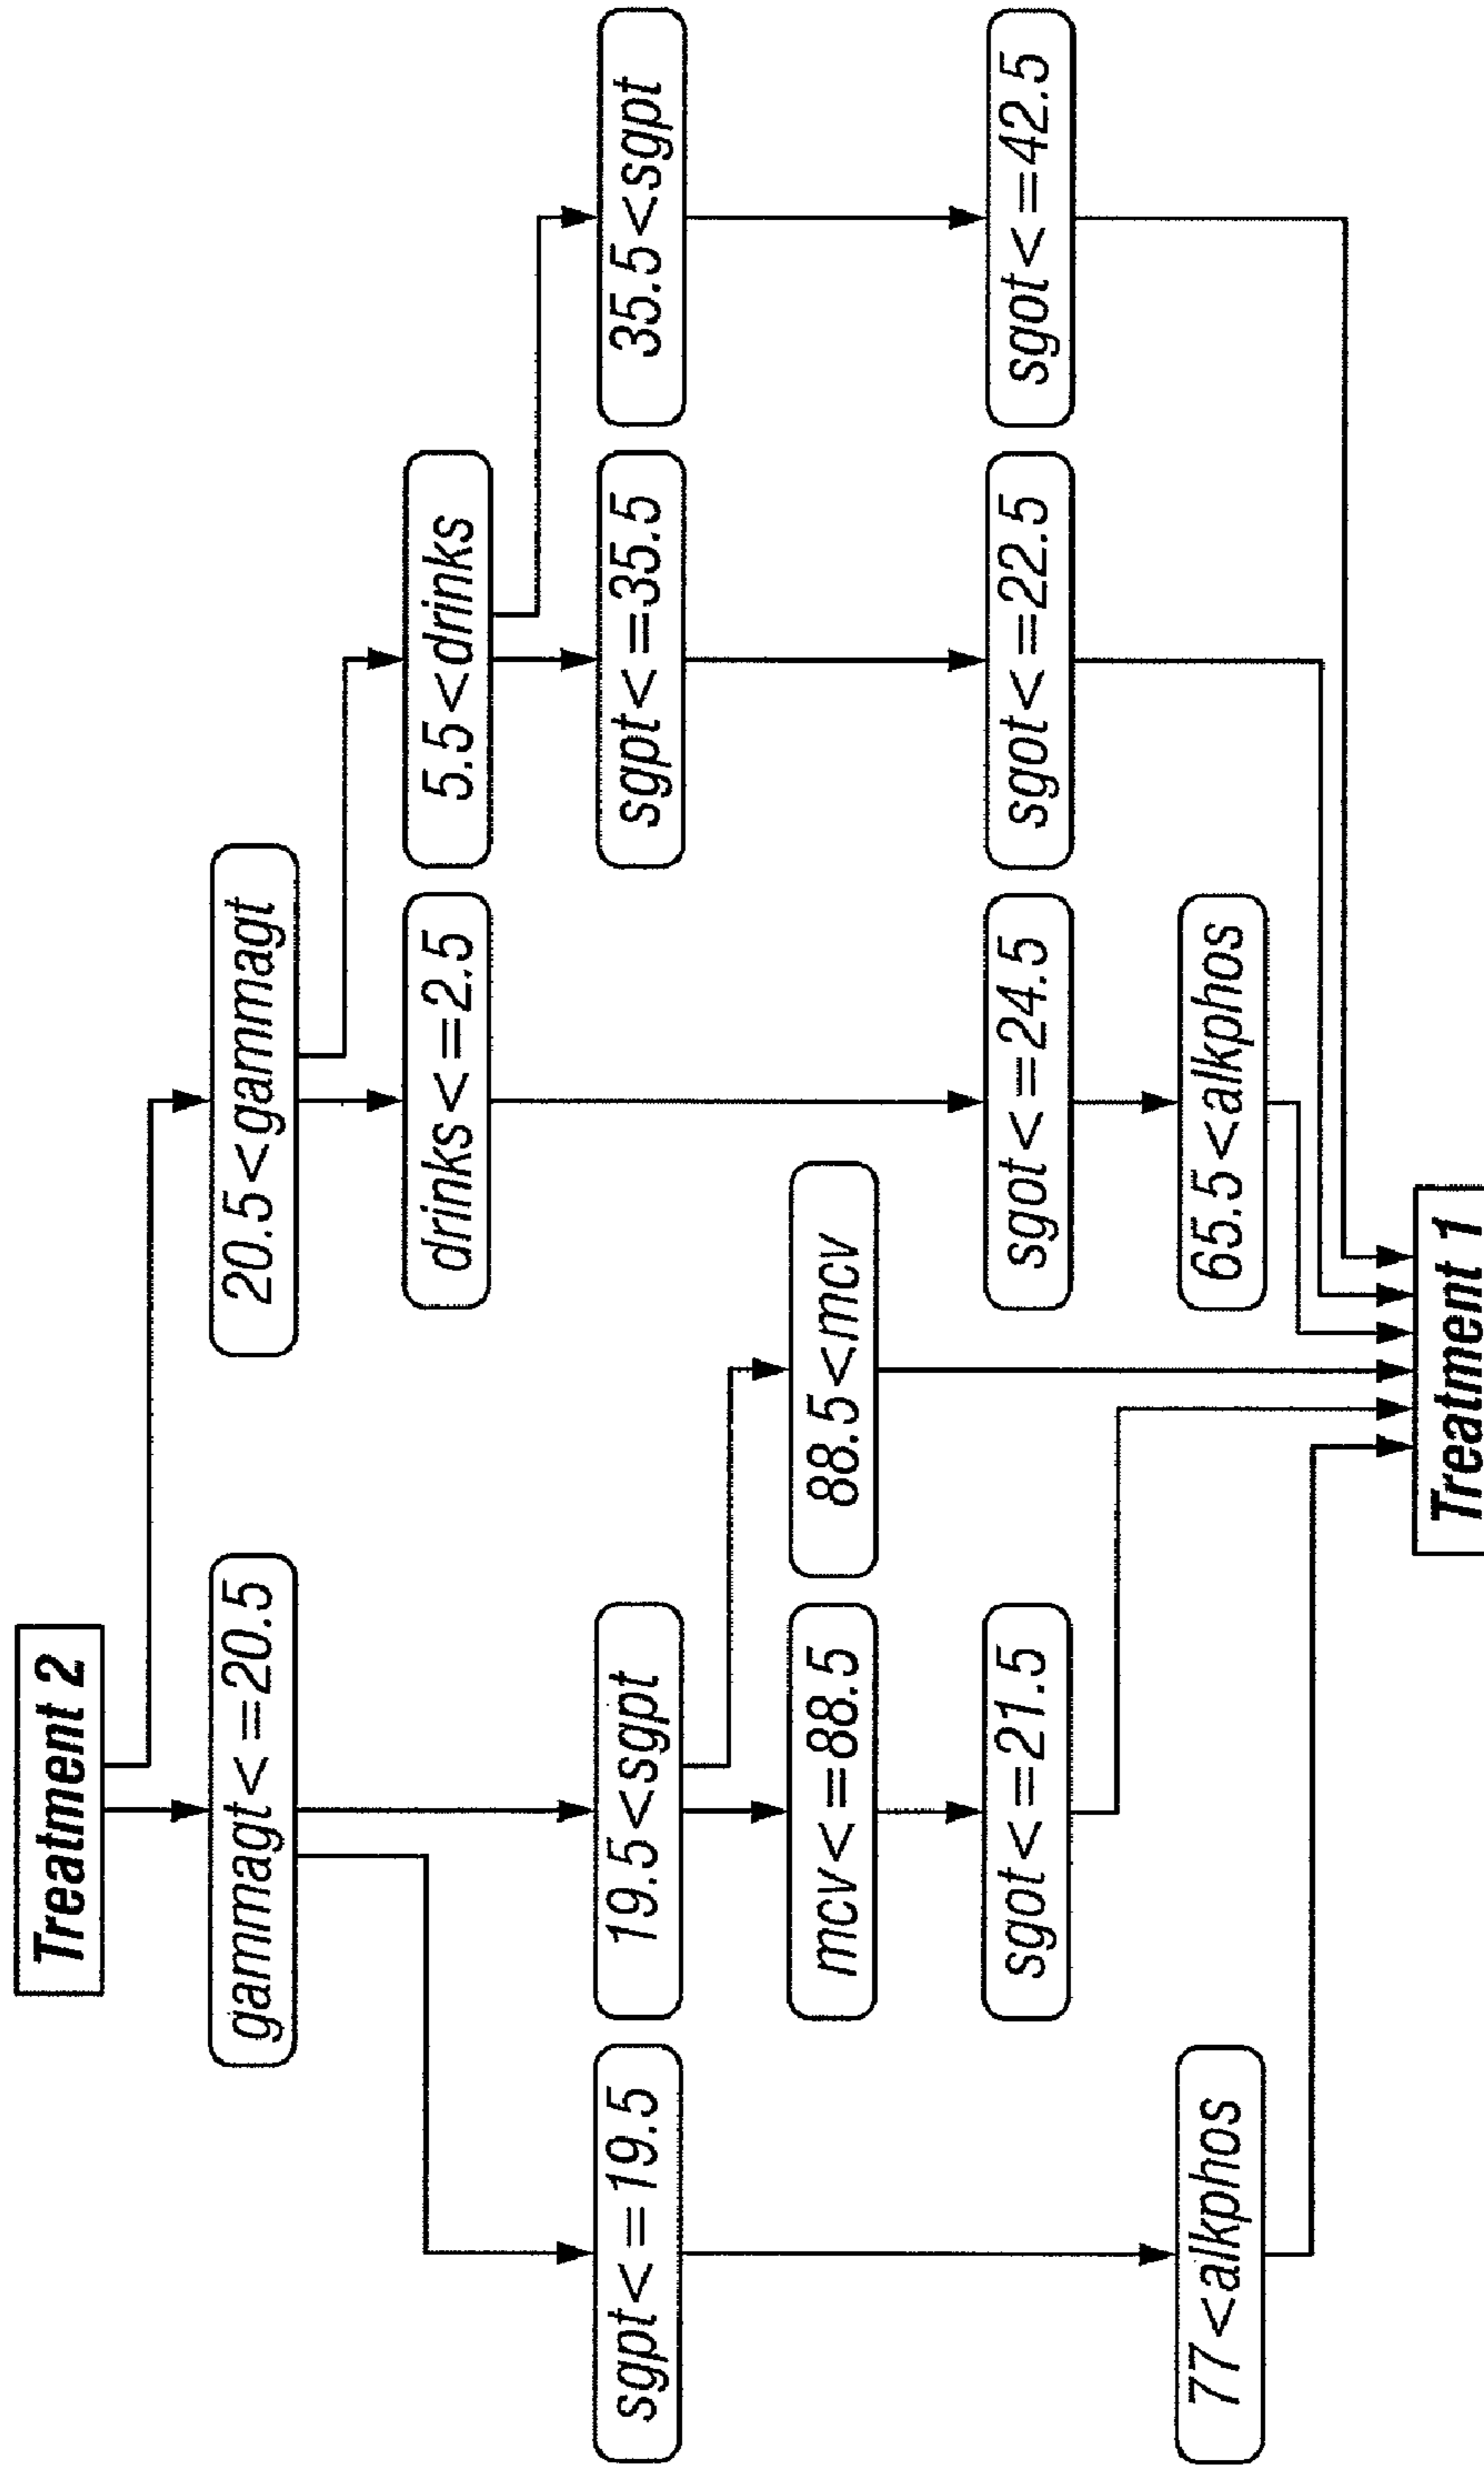 Treatment 2
gammagt<=20.5
20.5<gammagt
drinks<=2.5
5.5<drinks
sgpt<=19.5
19.5<sgpt
sgpt<=35.5
35.5<sgpt
mcv<=88.5
88.5<mcv
sgot<=21.5
sgot<=24.5
sgot<=22.5
sgot<=42.5
77<alkphos
65.5<alkphos
Treatment 1